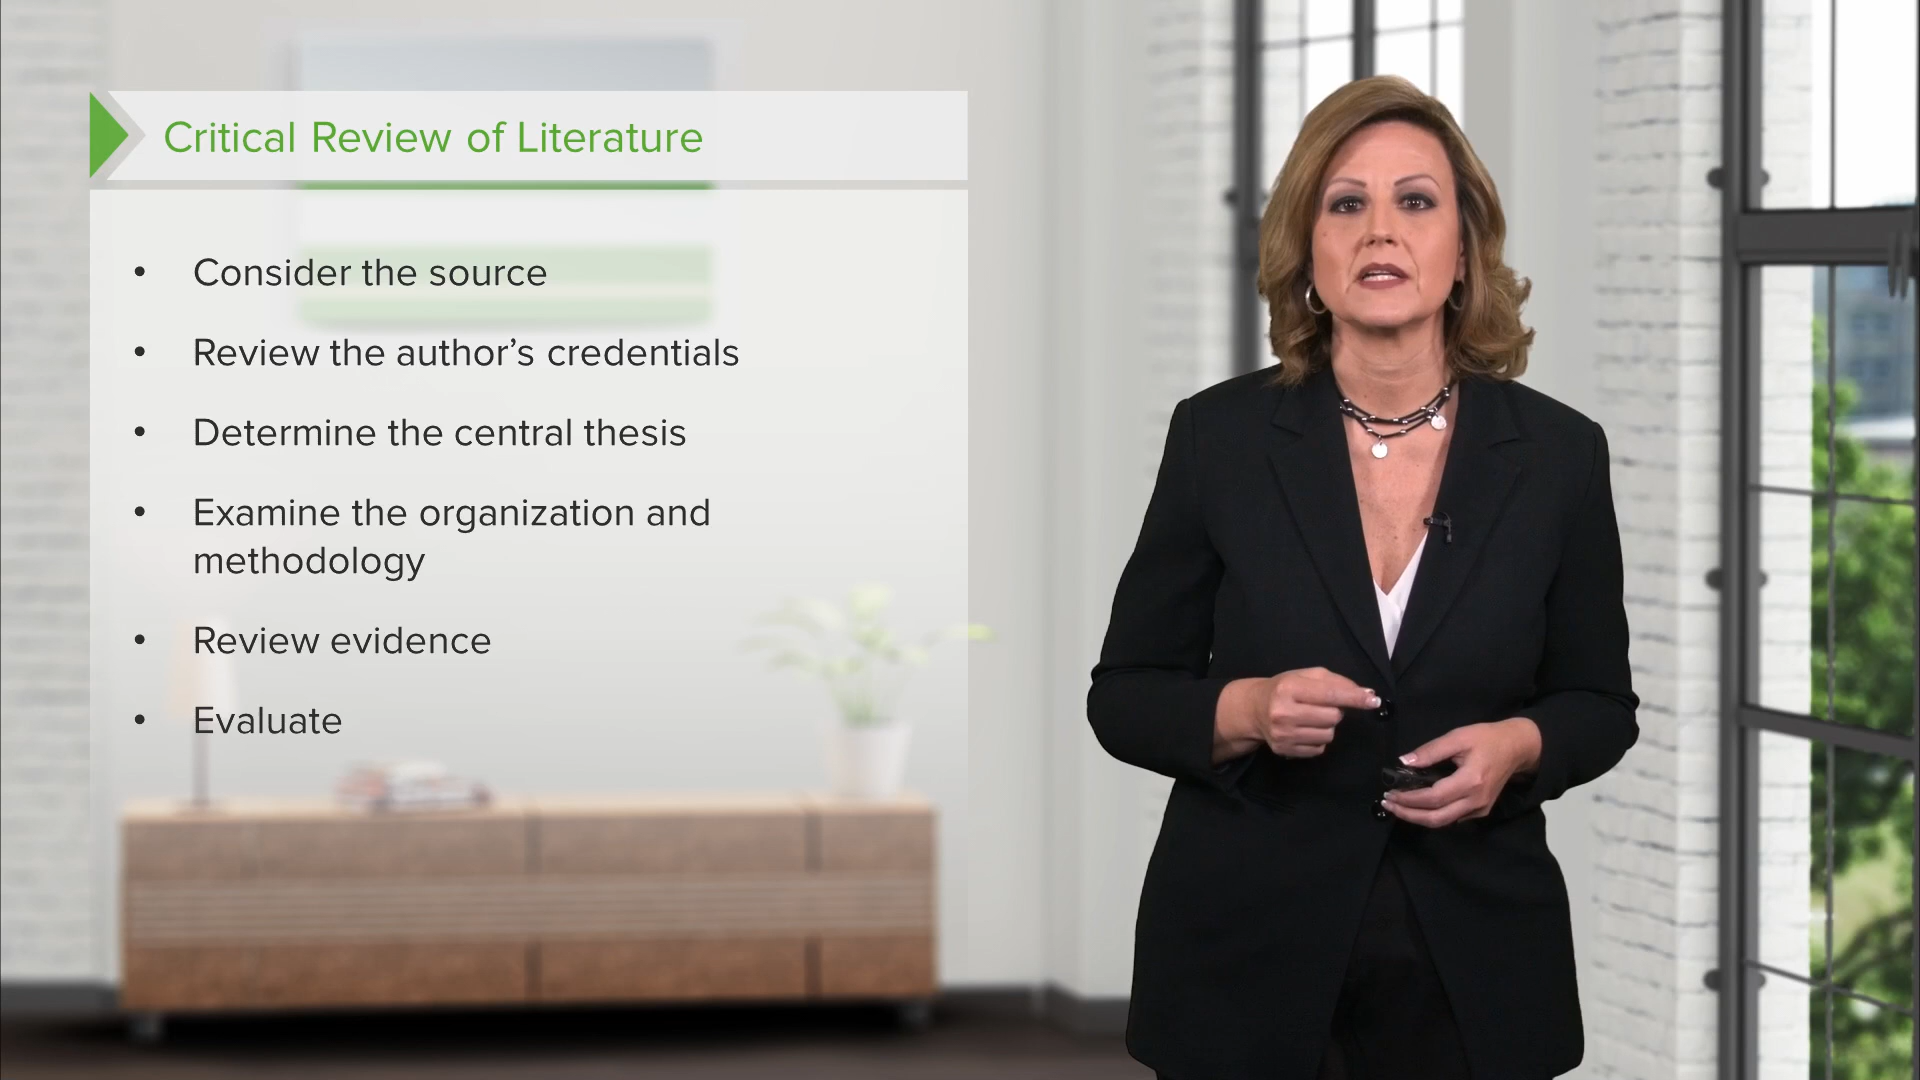 Critical Review of Literature
• Consider the source
• Review the author’s credentials
• Determine the central thesis
• Examine the organization and
methodology
• Review evidence
• Evaluate